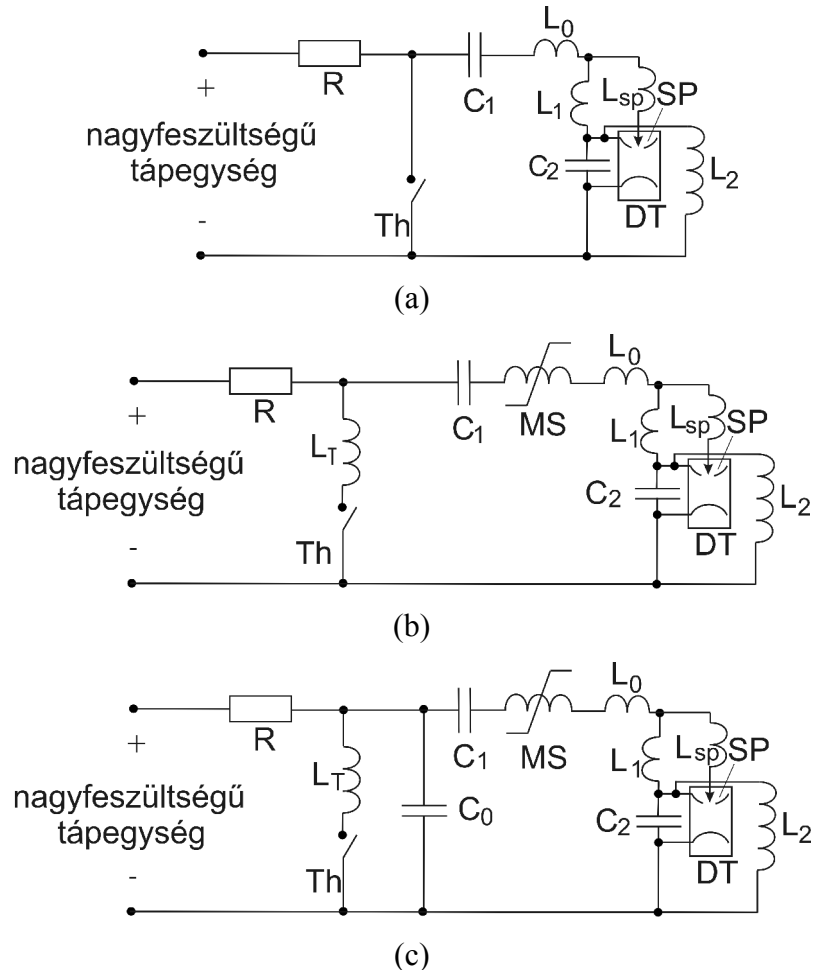 L₀
+
R
C₁
L₁
Lsp
SP
nagyfeszültségű
tápegység
C₂
L₂
-
Th
DT
(a)
L₀
+
R
C₁
MS
L₁
Lsp
SP
LT
nagyfeszültségű
tápegység
C₂
L₂
-
Th
DT
(b)
L₀
+
R
C₁
MS
L₁
Lsp
SP
LT
nagyfeszültségű
tápegység
C₀
C₂
L₂
-
Th
DT
(c)